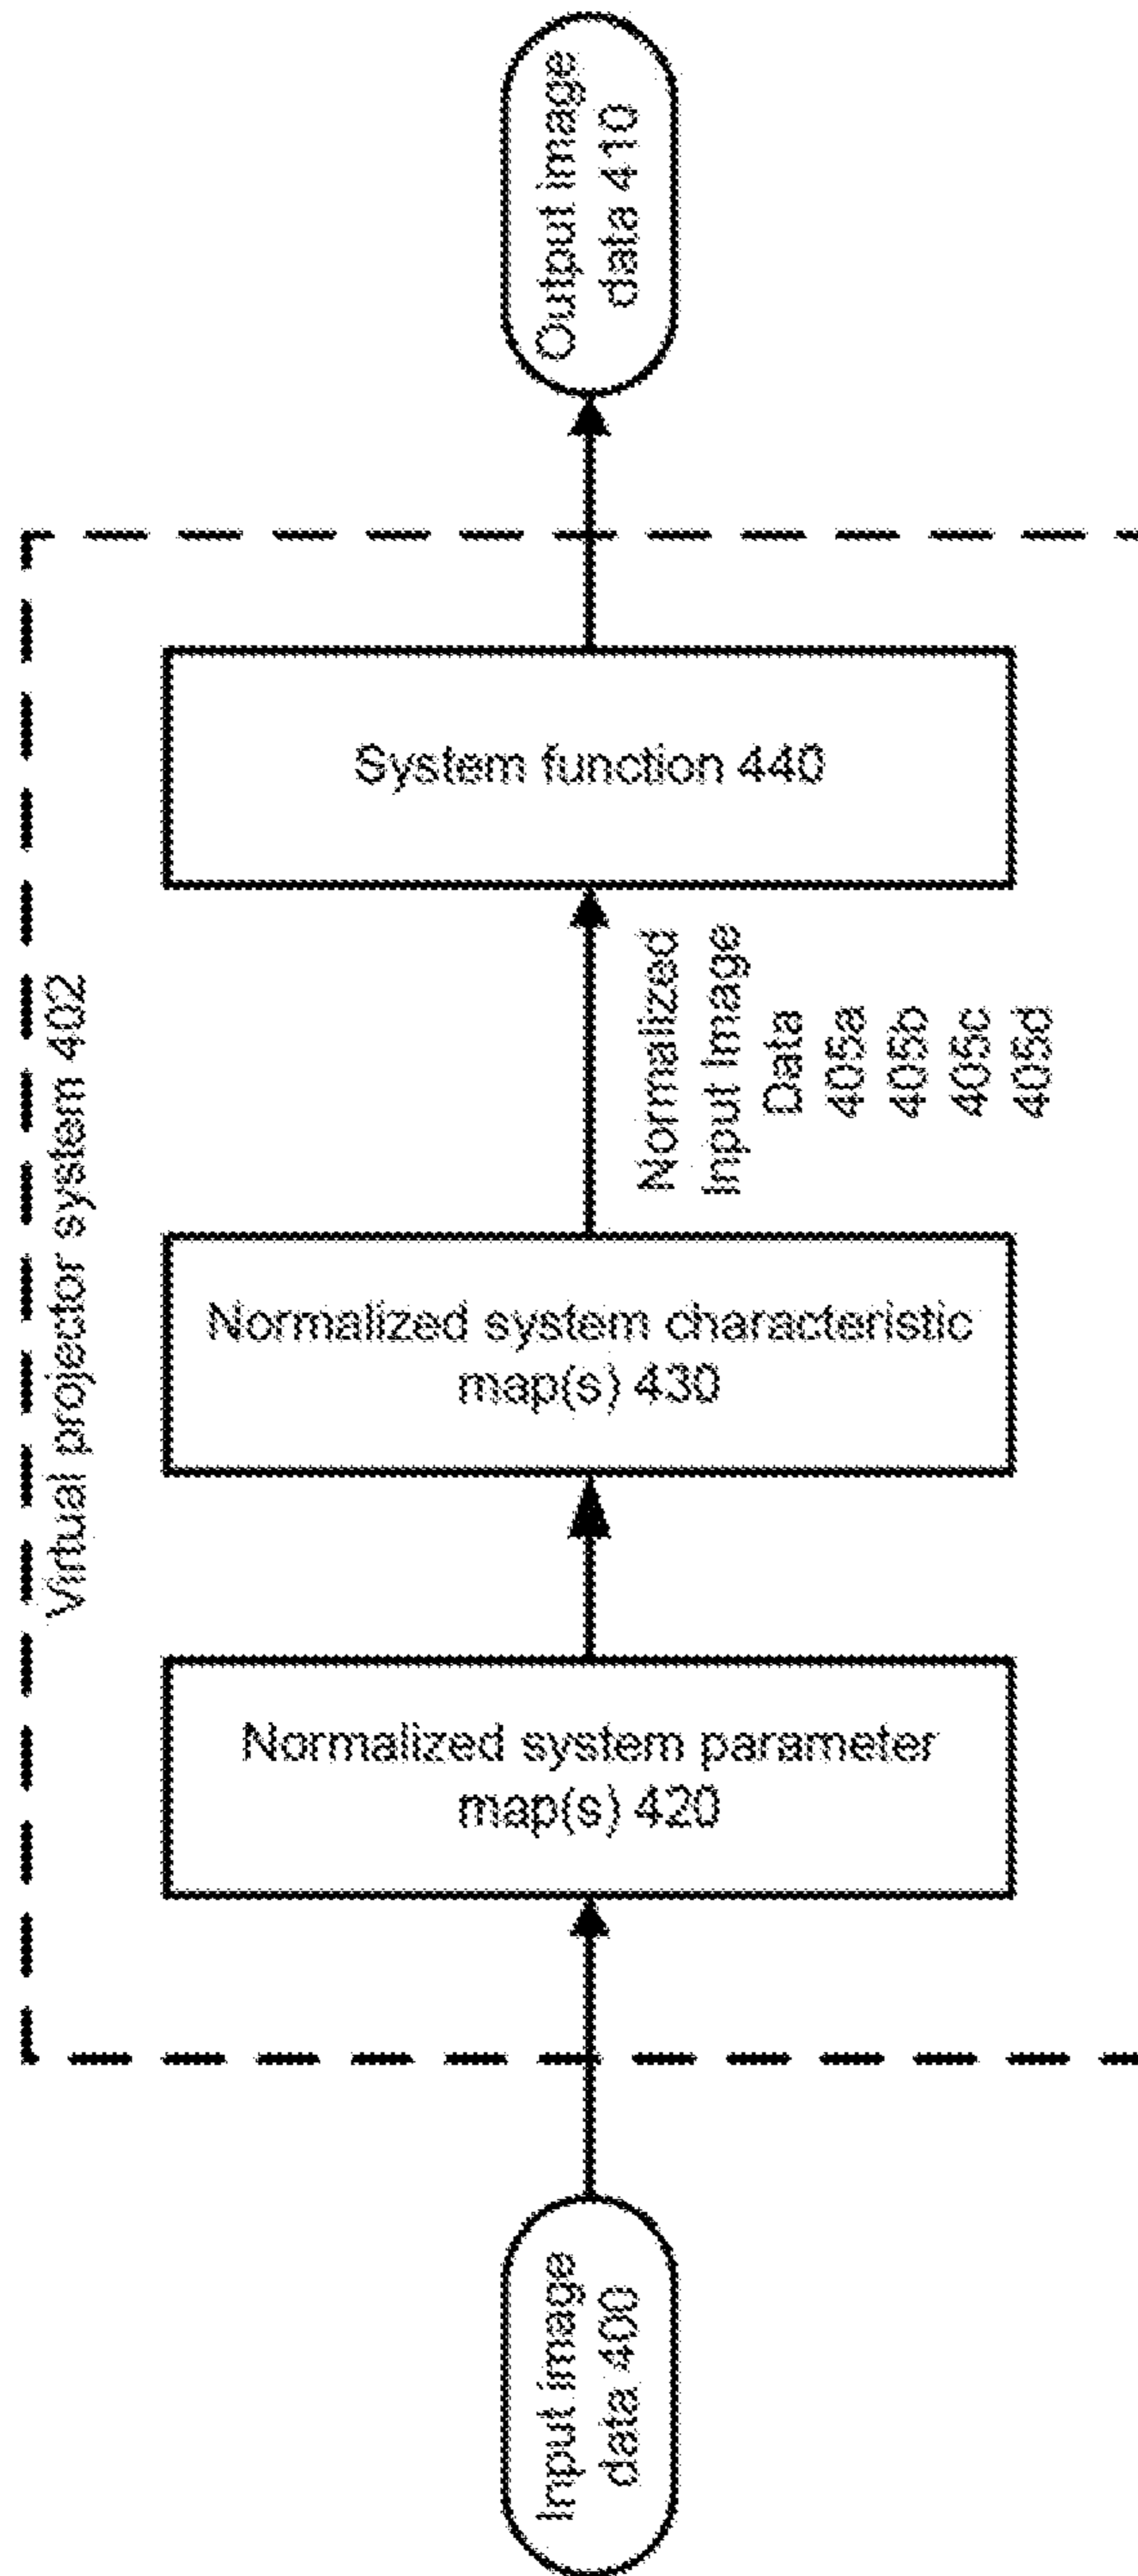 Virtual projector system 402
Input image
data 400
Normalized system parameter
map(s) 420
Normalized system characteristic
map(s) 430
Normalized
Input Image
Data
405a
405b
405c
405d
System function 440
Output image
data 410